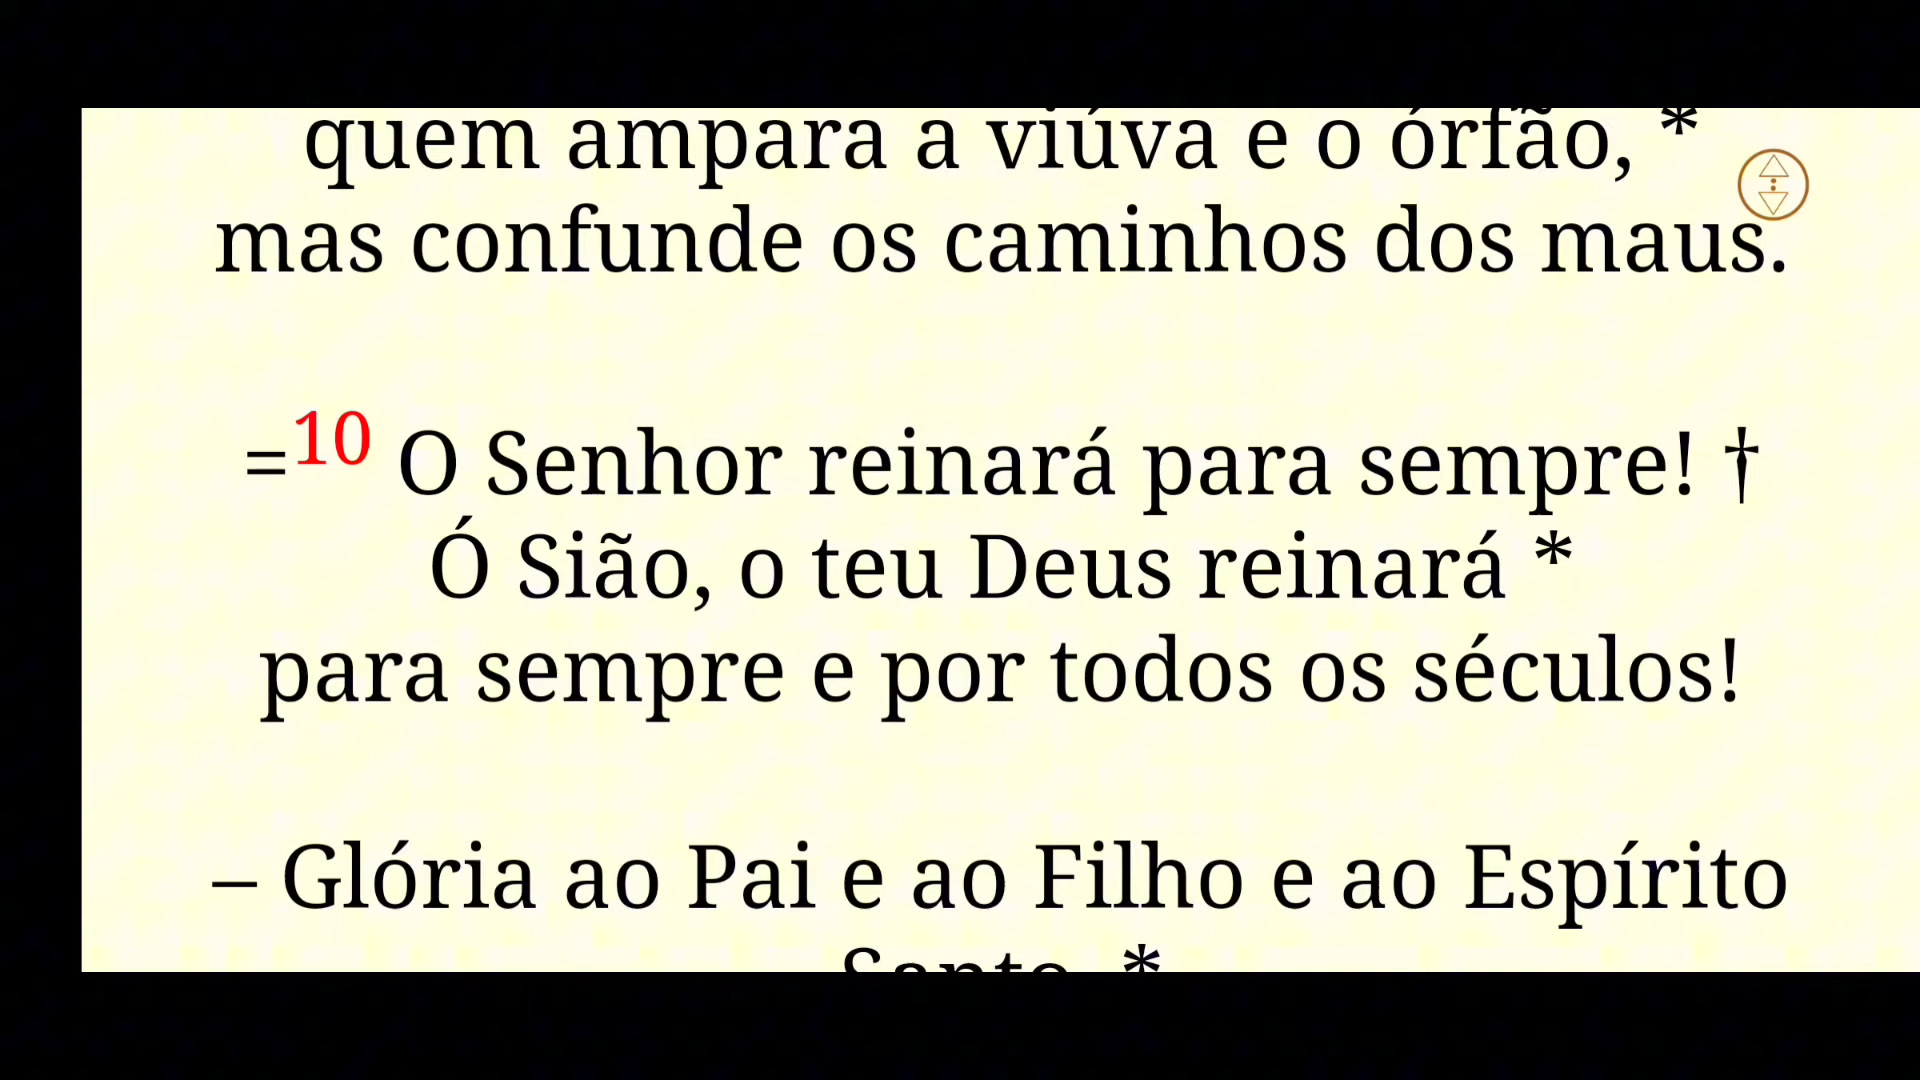 quem ampara a viúva e o órfão, *
mas confunde os caminhos dos maus.
=10 O Senhor reinará para sempre! †
Ó Sião, o teu Deus reinará *
para sempre e por todos os séculos!
– Glória ao Pai e ao Filho e ao Espírito
Santo. *